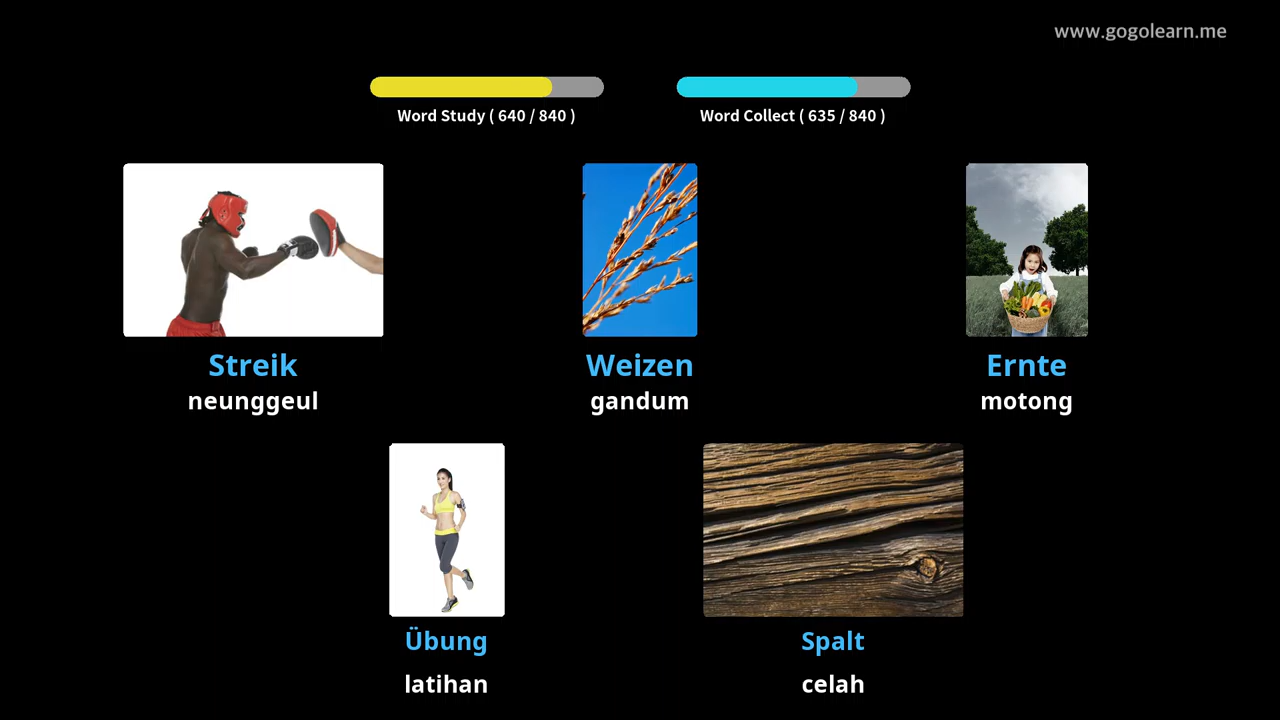 www.gogolearn.me
Word Study ( 640 / 840 )
Word Collect ( 635 / 840 )
Streik
neunggeul
Weizen
gandum
Ernte
motong
Übung
latihan
Spalt
celah